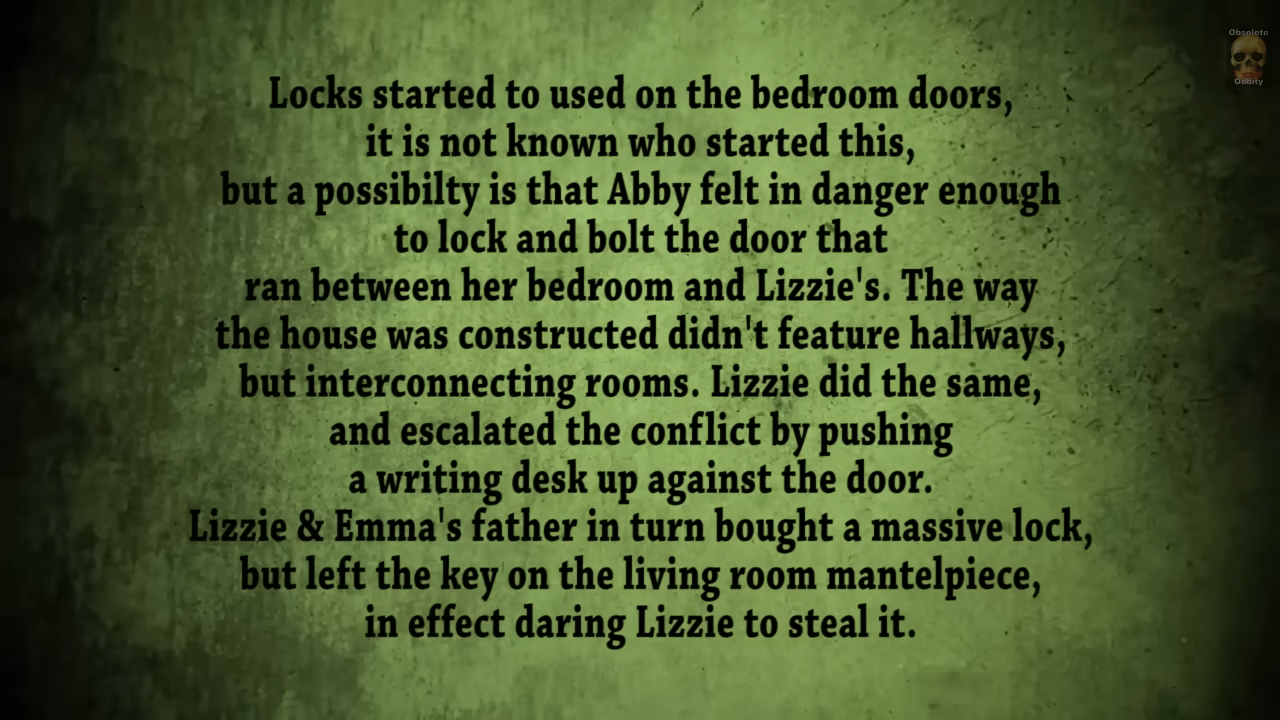 Obsolete
Oddity
Locks started to used on the bedroom doors,
it is not known who started this,
but a possibilty is that Abby felt in danger enough
to lock and bolt the door that
ran between her bedroom and Lizzie's. The way
the house was constructed didn't feature hallways,
but interconnecting rooms. Lizzie did the same,
and escalated the conflict by pushing
a writing desk up against the door.
Lizzie & Emma's father in turn bought a massive lock,
but left the key on the living room mantelpiece,
in effect daring Lizzie to steal it.